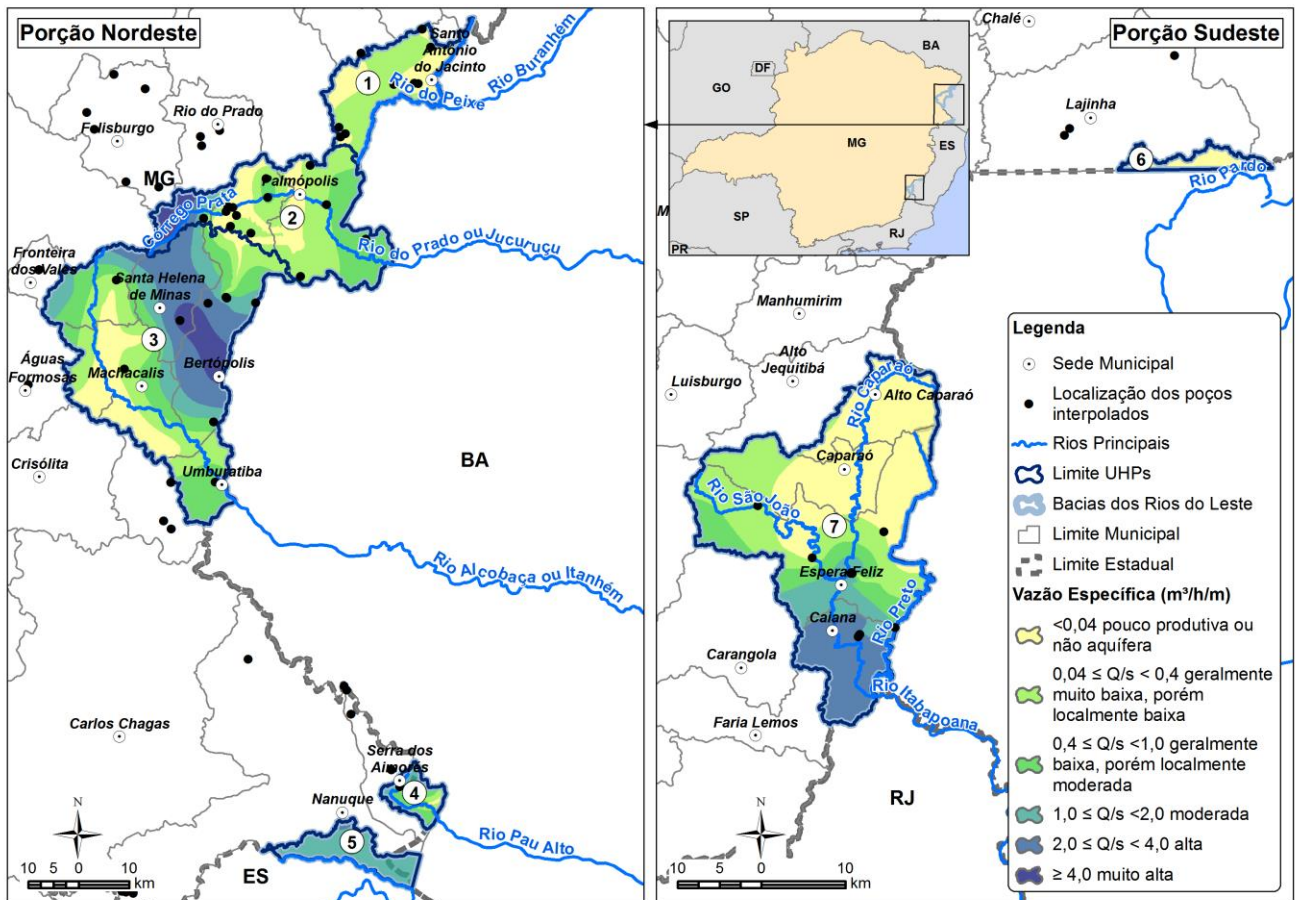 Porção Nordeste
Santo
Antônio
do Jacinto
Rio Buranhém
1
Rio do Peixe
Rio do Prado
Felisburgo
MG
Palmópolis
Córrego Prata
2
Rio do Prado ou Jucuruçu
Fronteira
dos Vales
Santa Helena
de Minas
3
Águas
Formosas
Machacalis
Bertópolis
Crisólita
Umburatiba
BA
Rio Alcobaça ou Itanhém
Carlos Chagas
Serra dos
Aimorés
4
Nanuque
5
Rio Pau Alto
ES
N
10 5 0 10
km
Porção Sudeste
Chalé
BA
DF
GO
MG
ES
SP
RJ
PR
M
Lajinha
6
Rio Pardo
Manhumirim
Alto
Jequitibá
Luisburgo
Rio Caparaó
Alto Caparaó
Caparaó
Rio São João
7
Espera Feliz
Rio Preto
Caiana
Carangola
Rio Itabapoana
Faria Lemos
RJ
N
10 5 0 10
km
Legenda
Sede Municipal
Localização dos poços
interpolados
Rios Principais
Limite UHPs
Bacias dos Rios do Leste
Limite Municipal
Limite Estadual
Vazão Específica (m³/h/m)
<0,04 pouco produtiva ou
não aquífera
0,04 ≤ Q/s < 0,4 geralmente
muito baixa, porém
localmente baixa
0,4 ≤ Q/s <1,0 geralmente
baixa, porém localmente
moderada
1,0 ≤ Q/s <2,0 moderada
2,0 ≤ Q/s < 4,0 alta
≥ 4,0 muito alta